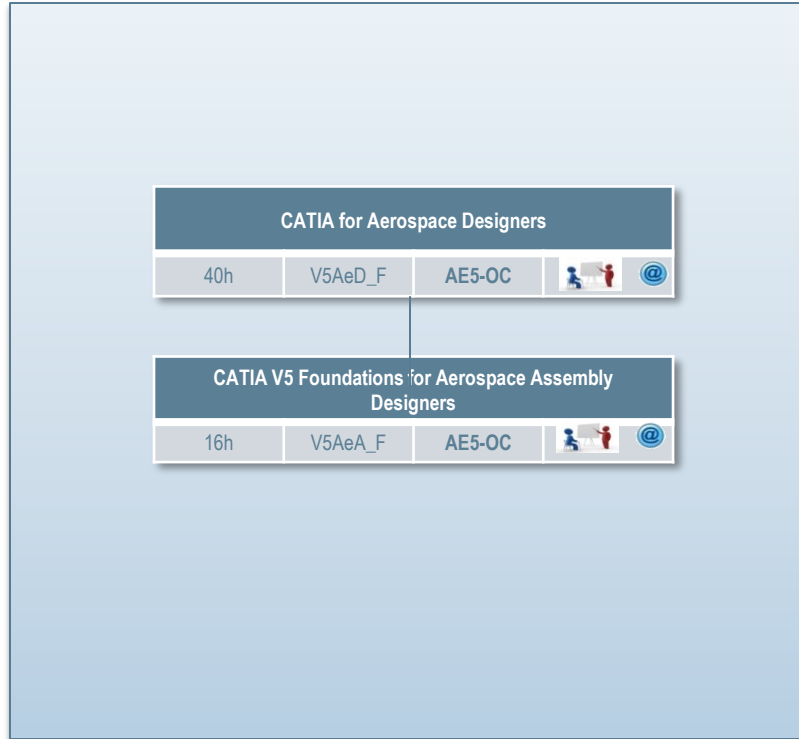 CATIA for Aerospace Designers
40h V5AeD_F AE5-OC @
CATIA V5 Foundations for Aerospace Assembly
Designers
16h V5AeA_F AE5-OC @